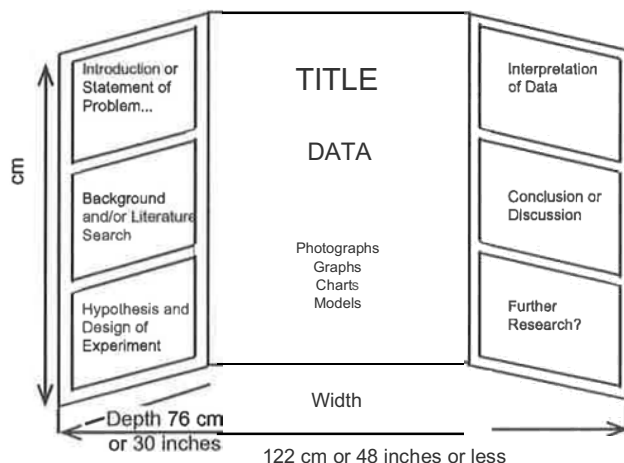 cm
Introduction or
Statement of
Problem...
Background
and/or Literature
Search
Hypothesis and
Design of
Experiment
TITLE
DATA
Photographs
Graphs
Charts
Models
Interpretation
of Data
Conclusion or
Discussion
Further
Research?
Width
Depth 76 cm
or 30 inches
122 cm or 48 inches or less